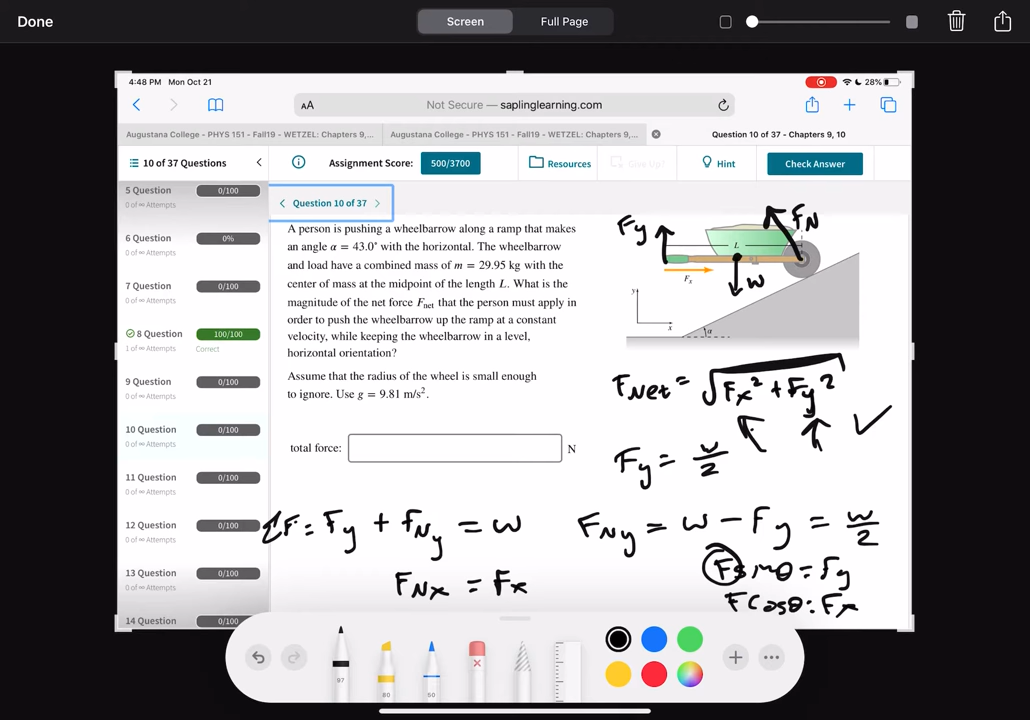 Done
Screen
Full Page
4:48 PM Mon Oct 21
28%
AA
Not Secure — saplinglearning.com
Augustana College - PHYS 151 - Fall19 - WETZEL: Chapters 9,...
Augustana College - PHYS 151 - Fall19 - WETZEL: Chapters 9,...
Question 10 of 37 - Chapters 9, 10
10 of 37 Questions
Assignment Score:
500/3700
Resources
Give Up?
Hint
Check Answer
5 Question
0/100
0 of ∞ Attempts
6 Question
0%
0 of ∞ Attempts
7 Question
0/100
0 of ∞ Attempts
8 Question
100/100
1 of ∞ Attempts
Correct
9 Question
0/100
0 of ∞ Attempts
10 Question
0/100
0 of ∞ Attempts
11 Question
0/100
0 of ∞ Attempts
12 Question
0/100
0 of ∞ Attempts
13 Question
0/100
0 of ∞ Attempts
14 Question
0/100
Question 10 of 37
A person is pushing a wheelbarrow along a ramp that makes
an angle α = 43.0° with the horizontal. The wheelbarrow
and load have a combined mass of m = 29.95 kg with the
center of mass at the midpoint of the length L. What is the
magnitude of the net force Fnet that the person must apply in
order to push the wheelbarrow up the ramp at a constant
velocity, while keeping the wheelbarrow in a level,
horizontal orientation?
Assume that the radius of the wheel is small enough
to ignore. Use g = 9.81 m/s².
total force:
N
Fy
FN
L
Fx
w
y
x
α
FNet = √Fx² + Fy²
Fy = w/2
ΣF: Fy + FNy = w
FNy = w - Fy = w/2
FNx = Fx
F sin θ = Fy
F cos θ : Fx
97
80
50